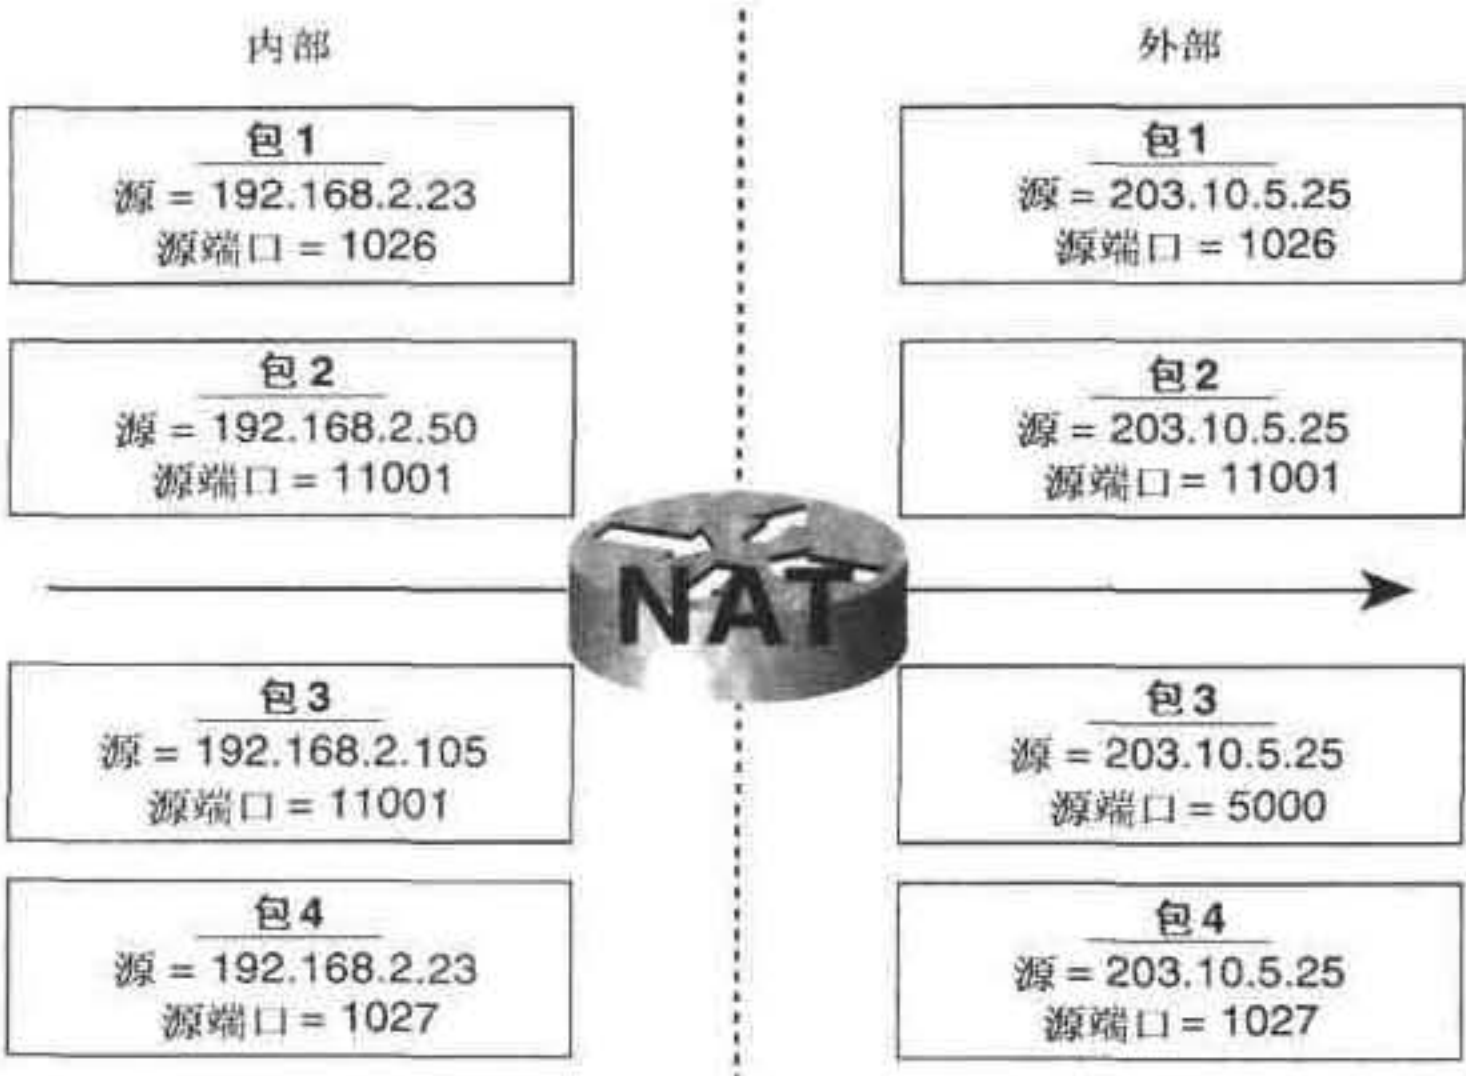 内部
外部
包1
源 = 192.168.2.23
源端口 = 1026
包1
源 = 203.10.5.25
源端口 = 1026
包2
源 = 192.168.2.50
源端口 = 11001
包2
源 = 203.10.5.25
源端口 = 11001
NAT
包3
源 = 192.168.2.105
源端口 = 11001
包3
源 = 203.10.5.25
源端口 = 5000
包4
源 = 192.168.2.23
源端口 = 1027
包4
源 = 203.10.5.25
源端口 = 1027